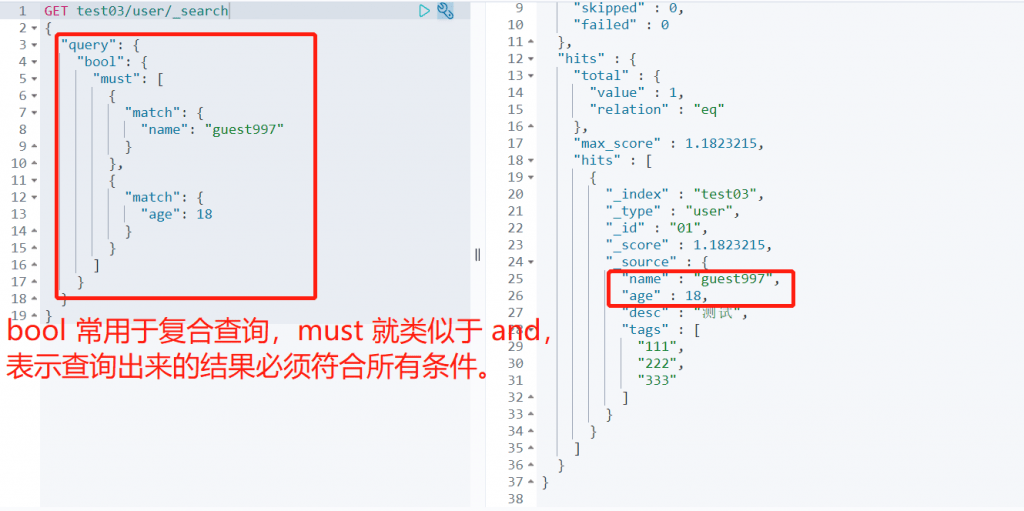 1 GET test03/user/_search
2 {
3 "query": {
4 "bool": {
5 "must": [
6 {
7 "match": {
8 "name": "guest997"
9 }
10 },
11 {
12 "match": {
13 "age": 18
14 }
15 }
16 ]
17 }
18 }
19 }
bool 常用于复合查询，must 就类似于 and，
表示查询出来的结果必须符合所有条件。
9 "skipped" : 0,
10 "failed" : 0
11 },
12 "hits" : {
13 "total" : {
14 "value" : 1,
15 "relation" : "eq"
16 },
17 "max_score" : 1.1823215,
18 "hits" : [
19 {
20 "_index" : "test03",
21 "_type" : "user",
22 "_id" : "01",
23 "_score" : 1.1823215,
24 "_source" : {
25 "name" : "guest997",
26 "age" : 18,
27 "desc" : "测试",
28 "tags" : [
29 "111",
30 "222",
31 "333"
32 ]
33 }
34 }
35 ]
36 }
37 }
38